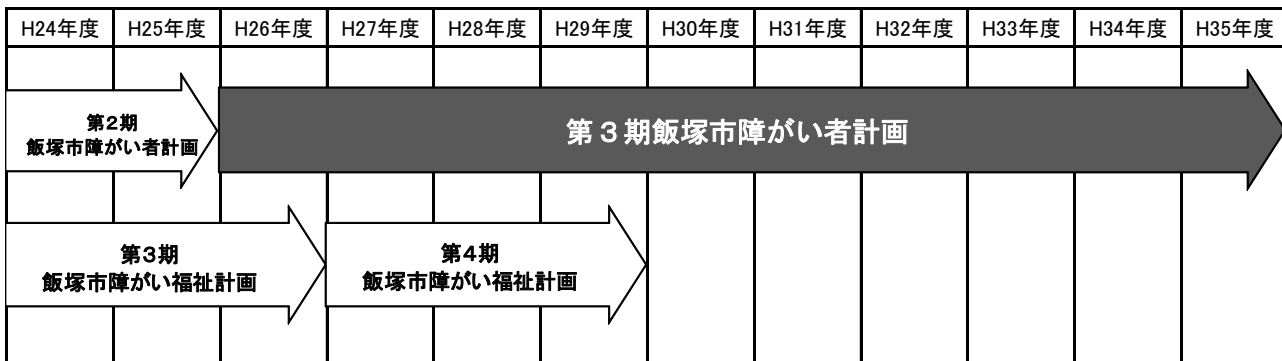 H24年度 H25年度 H26年度 H27年度 H28年度 H29年度 H30年度 H31年度 H32年度 H33年度 H34年度 H35年度
第2期
飯塚市障がい者計画
第３期飯塚市障がい者計画
第3期
飯塚市障がい福祉計画
第4期
飯塚市障がい福祉計画